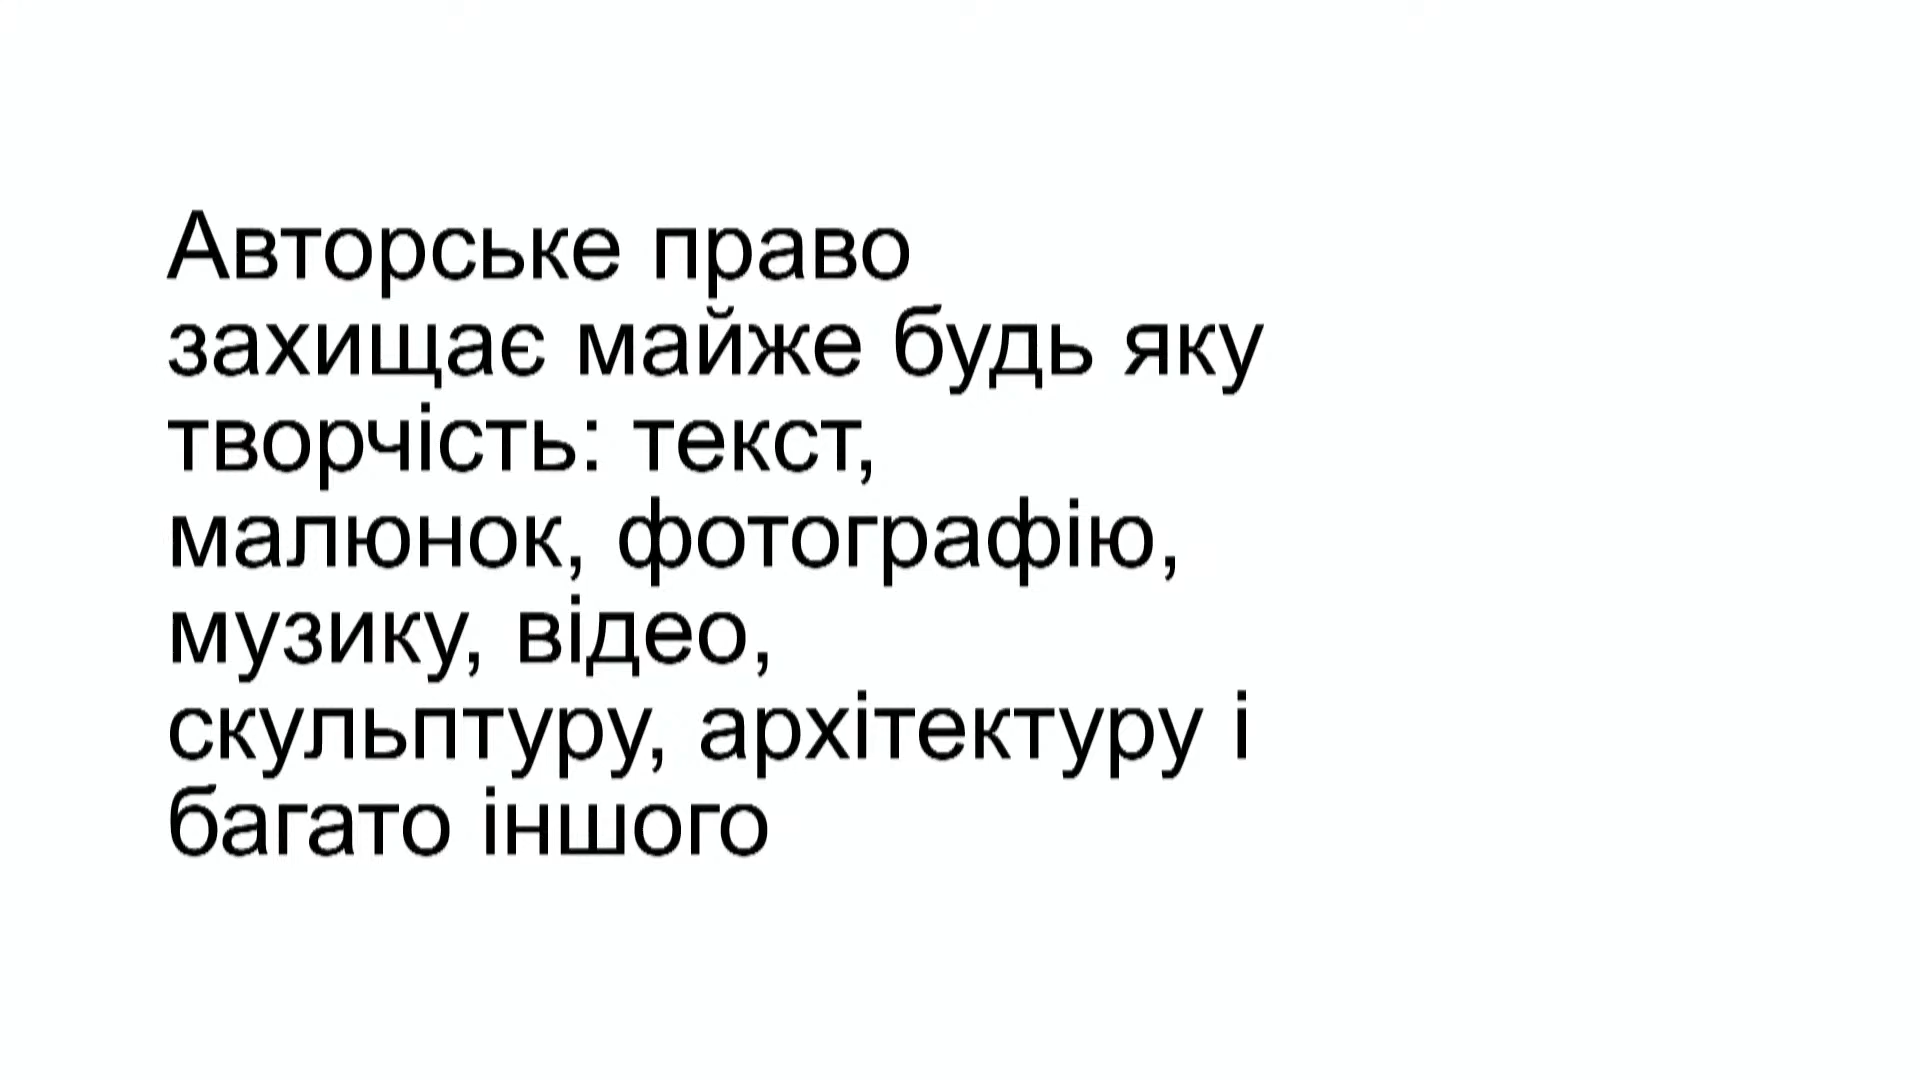 Авторське право
захищає майже будь яку
творчість: текст,
малюнок, фотографію,
музику, відео,
скульптуру, архітектуру і
багато іншого